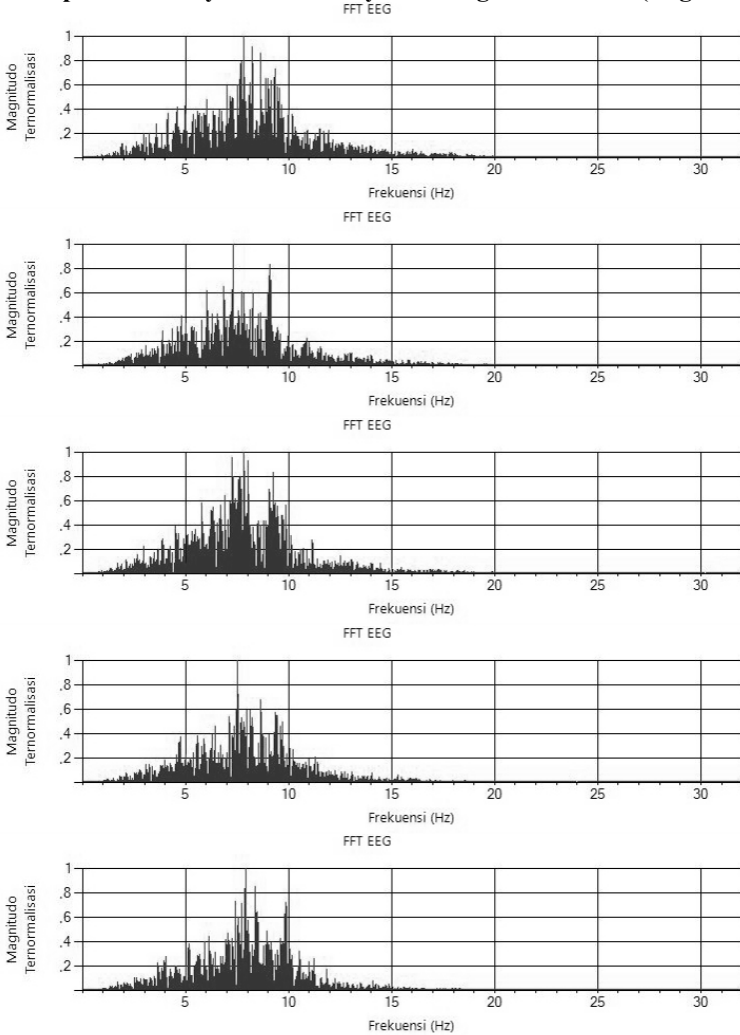 FFT EEG
Magnitudo
Ternormalisasi
1
.8
.6
.4
.2
5 10 15 20 25 30
Frekuensi (Hz)
FFT EEG
Magnitudo
Ternormalisasi
1
.8
.6
.4
.2
5 10 15 20 25 30
Frekuensi (Hz)
FFT EEG
Magnitudo
Ternormalisasi
1
.8
.6
.4
.2
5 10 15 20 25 30
Frekuensi (Hz)
FFT EEG
Magnitudo
Ternormalisasi
1
.8
.6
.4
.2
5 10 15 20 25 30
Frekuensi (Hz)
FFT EEG
Magnitudo
Ternormalisasi
1
.8
.6
.4
.2
5 10 15 20 25 30
Frekuensi (Hz)